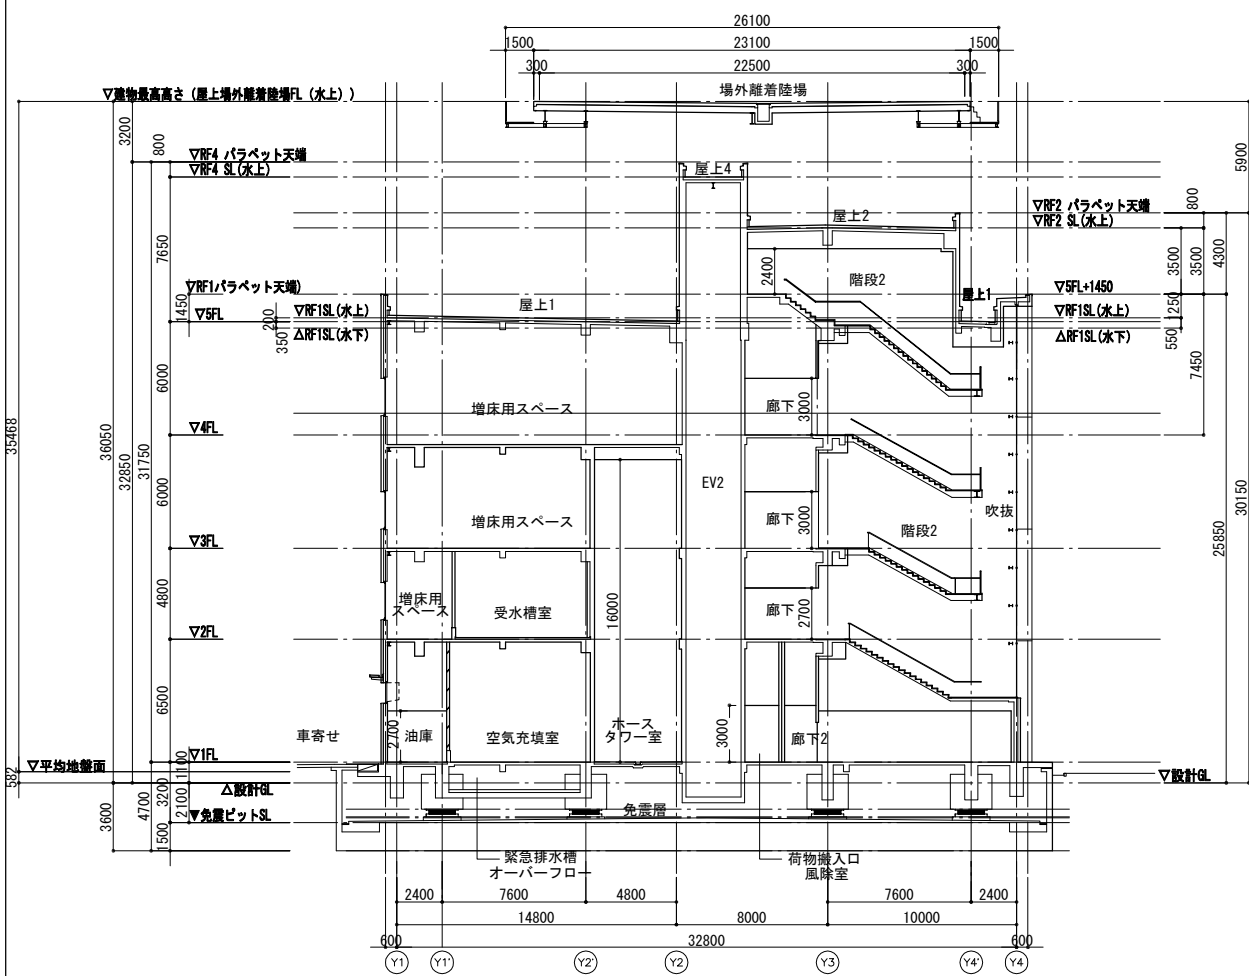 26100
1500
23100
1500
300
22500
300
▽建物最高高さ（屋上場外離着陸場FL（水上））
場外離着陸場
3200
800
▽RF4 パラペット天端
▽RF4 SL(水上)
屋上4
5900
▽RF2 パラペット天端
▽RF2 SL(水上)
800
屋上2
7650
2400
階段2
3500
3500
4300
▽RF1パラペット天端)
1450
▽5FL
200
350
▽RF1SL(水上)
△RF1SL(水下)
屋上1
屋上1
▽5FL+1450
▽RF1SL(水上)
△RF1SL(水下)
1250
550
7450
6000
増床用スペース
廊下
3000
▽4FL
35468
36050
32850
31750
6000
増床用スペース
EV2
廊下
3000
階段2
吹抜
30150
25850
▽3FL
4800
増床用
スペース
受水槽室
16000
廊下
2700
▽2FL
6500
2700
油庫
空気充填室
ホース
タワー室
3000
廊下2
車寄せ
▽1FL
▽平均地盤面
582
1100
△設計GL
▽設計GL
3600
4700
3200
2100
▼免震ピットSL
免震層
1500
緊急排水槽
オーバーフロー
荷物搬入口
風除室
2400
7600
4800
7600
2400
14800
8000
10000
600
32800
600
Y1
Y1'
Y2'
Y2
Y3
Y4'
Y4